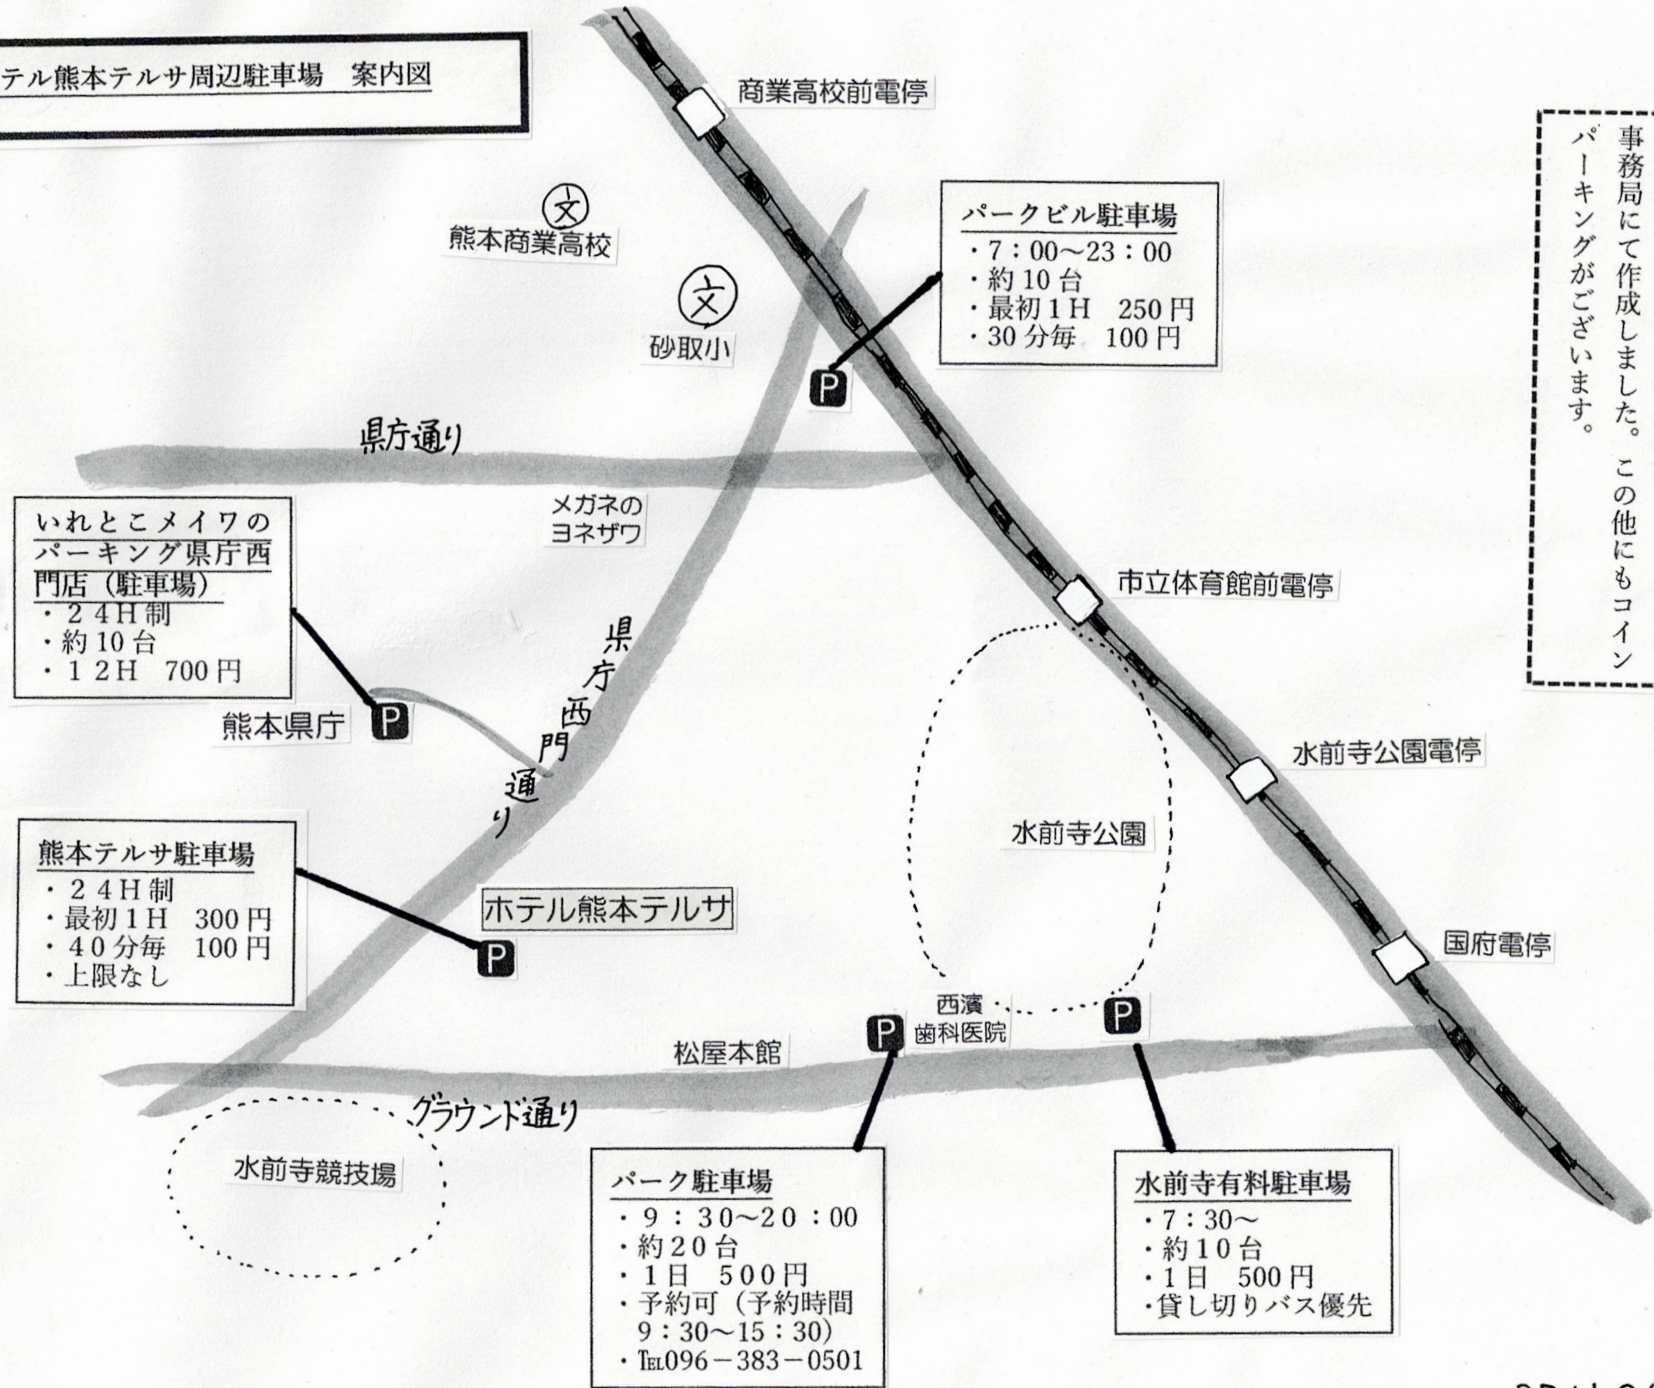 テル熊本テルサ周辺駐車場　案内図
商業高校前電停
事務局にて作成しました。この他にもコイン
パーキングがございます。
文
熊本商業高校
文
砂取小
パークビル駐車場
・7：00～23：00
・約10台
・最初1H　250円
・30分毎　100円
P
県庁通り
メガネの
ヨネザワ
いれとこメイワの
パーキング県庁西
門店（駐車場）
・24H制
・約10台
・12H　700円
市立体育館前電停
県庁西門通り
熊本県庁
P
水前寺公園電停
水前寺公園
熊本テルサ駐車場
・24H制
・最初1H　300円
・40分毎　100円
・上限なし
ホテル熊本テルサ
P
国府電停
西濱
歯科医院
P
P
松屋本館
グラウンド通り
水前寺競技場
パーク駐車場
・9：30～20：00
・約20台
・1日　500円
・予約可（予約時間
9：30～15：30）
・℡096－383－0501
水前寺有料駐車場
・7：30～
・約10台
・1日　500円
・貸し切りバス優先